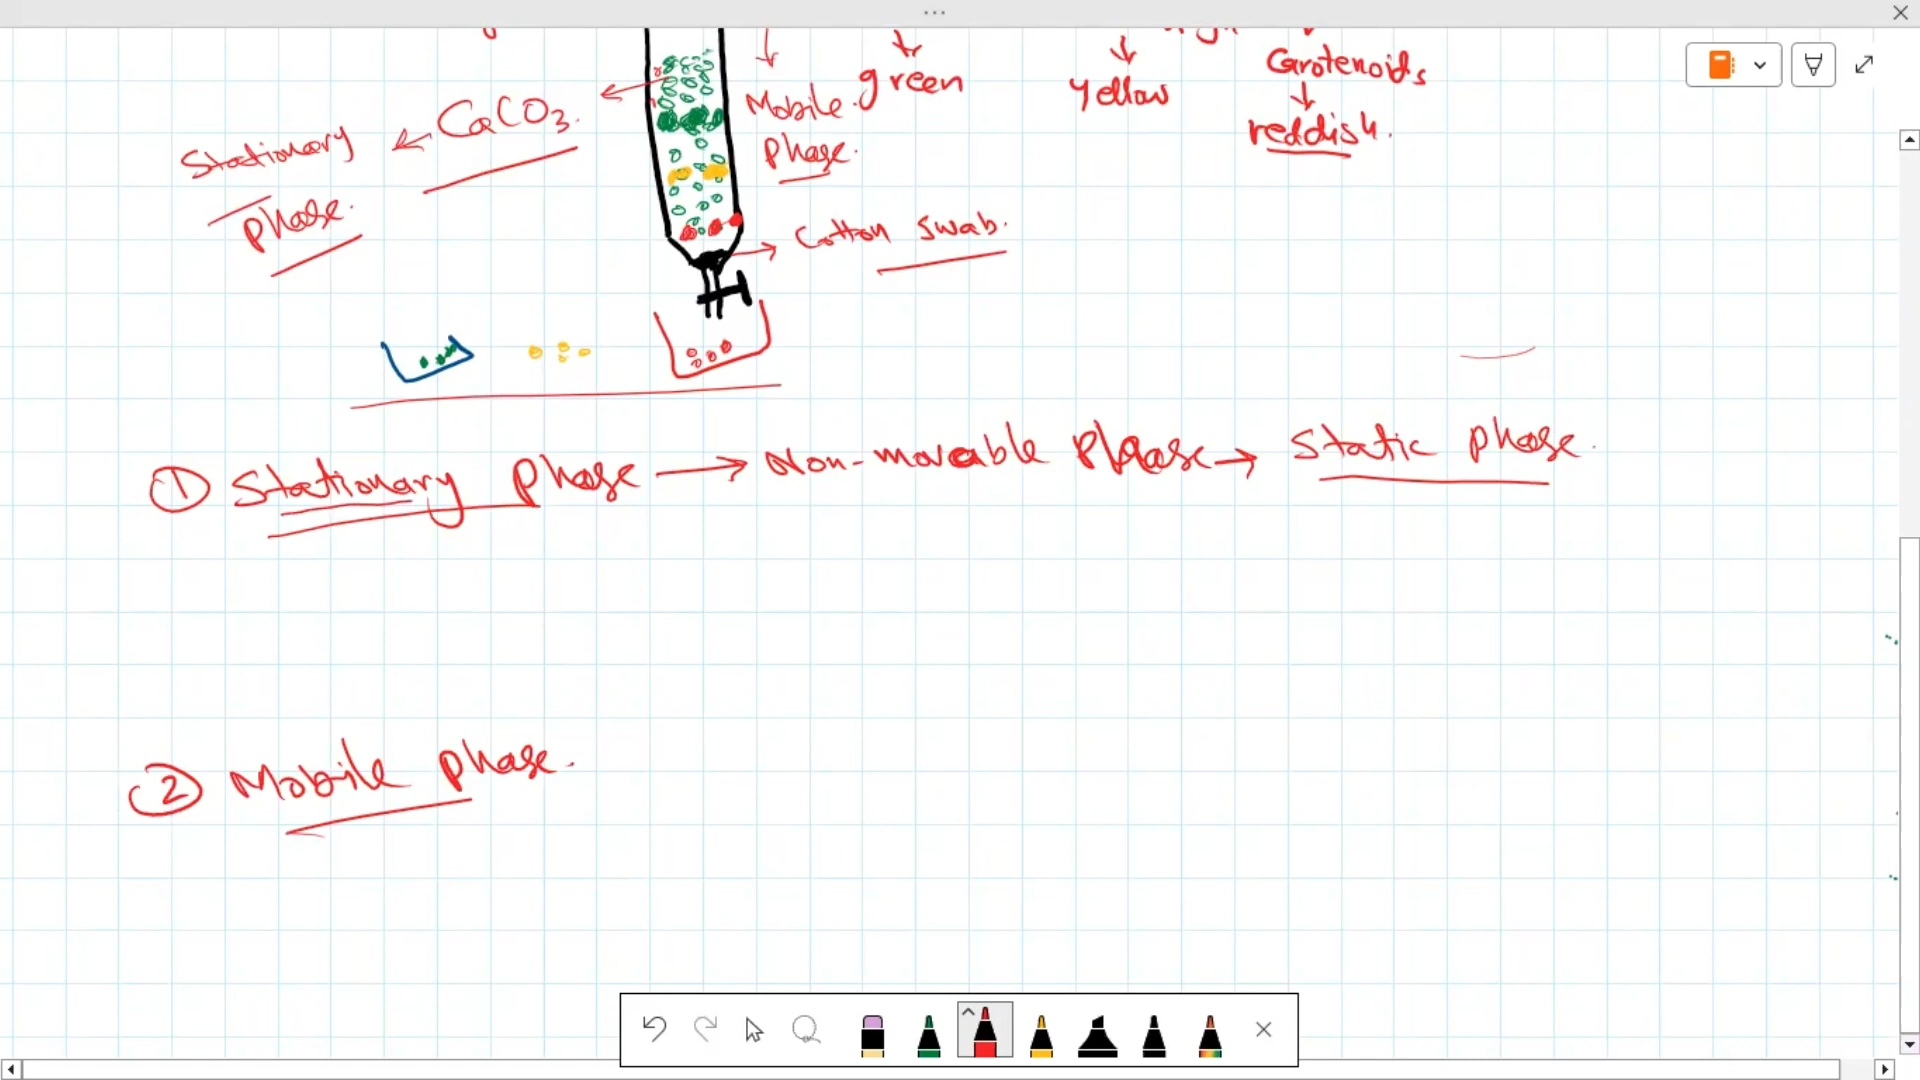 green
Yellow
Carotenoids
reddish.
Mobile
Phase.
CaCO3.
Stationary
Phase.
Cotton Swab.
① Stationary Phase → Non-movable Phase → Static Phase.
② Mobile Phase.